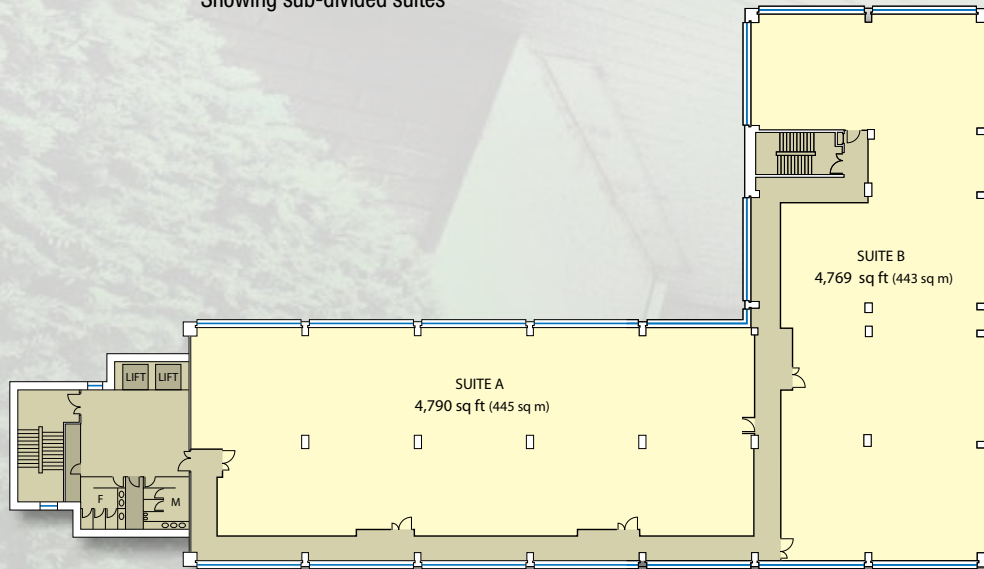 Showing sub-divided suites
SUITE B
4,769 sq ft (443 sq m)
LIFT LIFT
SUITE A
4,790 sq ft (445 sq m)
F
M